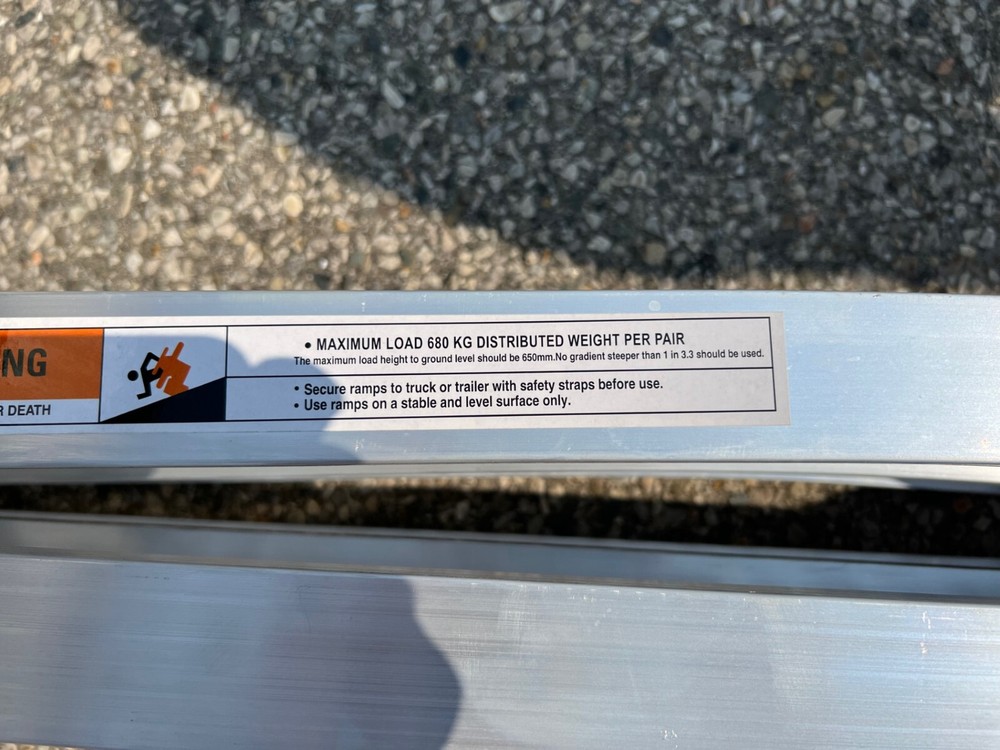 NG
R DEATH
• MAXIMUM LOAD 680 KG DISTRIBUTED WEIGHT PER PAIR
The maximum load height to ground level should be 650mm.No gradient steeper than 1 in 3.3 should be used.
• Secure ramps to truck or trailer with safety straps before use.
• Use ramps on a stable and level surface only.